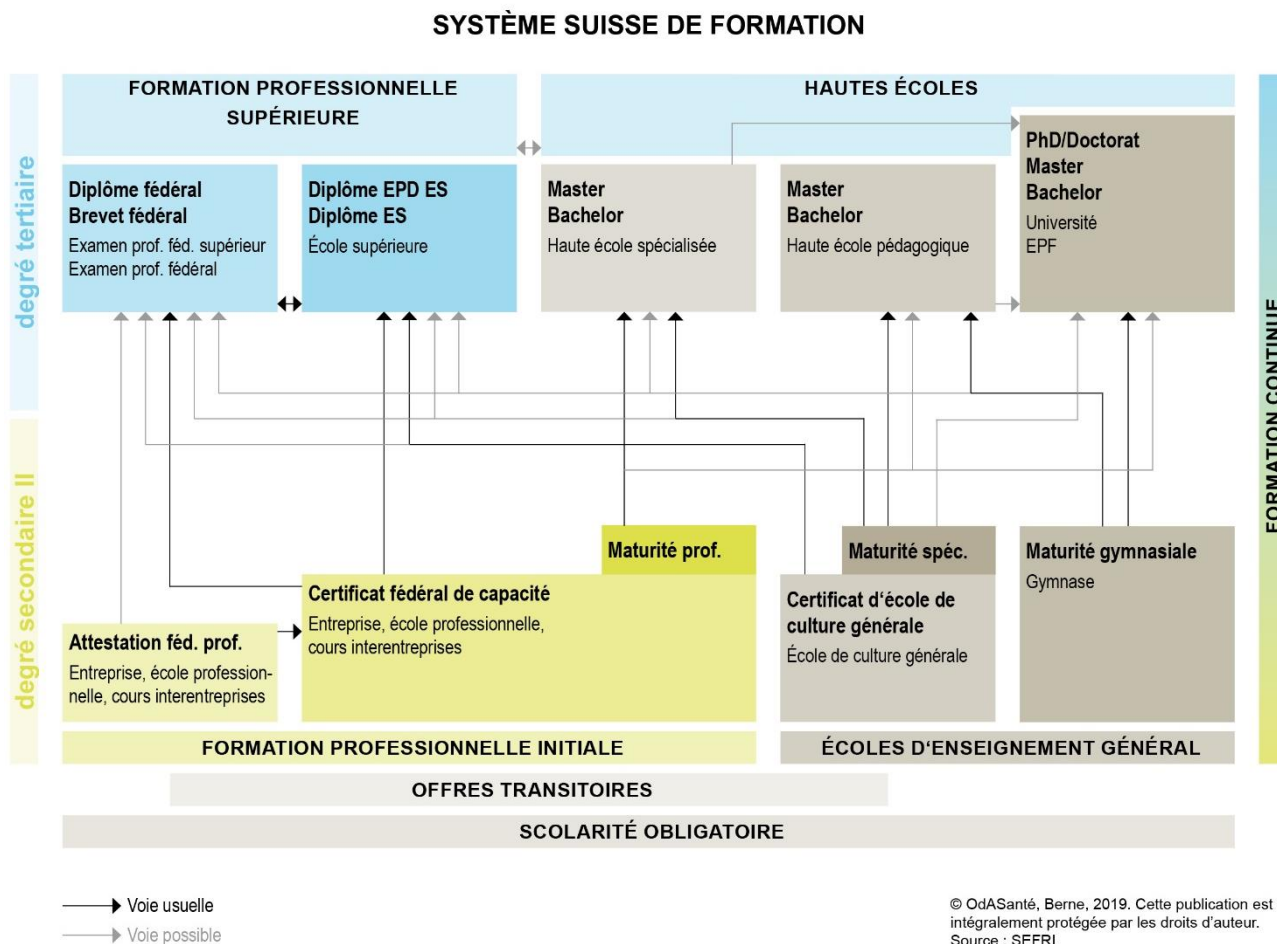 SYSTÈME SUISSE DE FORMATION
FORMATION PROFESSIONNELLE
SUPÉRIEURE
HAUTES ÉCOLES
degré tertiaire
Diplôme fédéral
Brevet fédéral
Examen prof. féd. supérieur
Examen prof. fédéral
Diplôme EPD ES
Diplôme ES
École supérieure
Master
Bachelor
Haute école spécialisée
Master
Bachelor
Haute école pédagogique
PhD/Doctorat
Master
Bachelor
Université
EPF
FORMATION CONTINUE
degré secondaire II
Maturité prof.
Certificat fédéral de capacité
Entreprise, école professionnelle,
cours interentreprises
Attestation féd. prof.
Entreprise, école profession-
nelle, cours interentreprises
Maturité spéc.
Certificat d‘école de
culture générale
École de culture générale
Maturité gymnasiale
Gymnase
FORMATION PROFESSIONNELLE INITIALE
ÉCOLES D‘ENSEIGNEMENT GÉNÉRAL
OFFRES TRANSITOIRES
SCOLARITÉ OBLIGATOIRE
Voie usuelle
Voie possible
© OdASanté, Berne, 2019. Cette publication est
intégralement protégée par les droits d’auteur.
Source : SEFRI